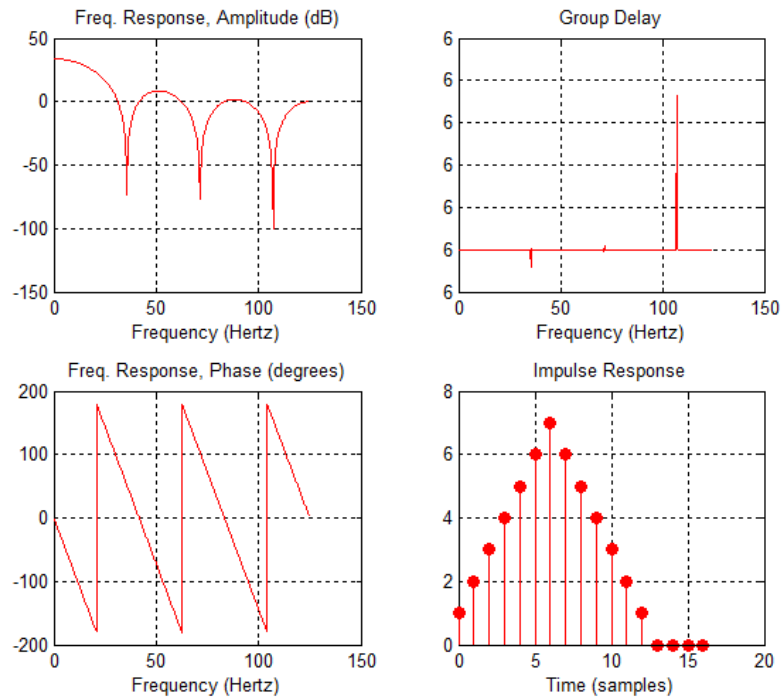 Freq. Response, Amplitude (dB)
50
0
-50
-100
-150
0 50 100 150
Frequency (Hertz)
Group Delay
6
6
6
6
6
6
6
0 50 100 150
Frequency (Hertz)
Freq. Response, Phase (degrees)
200
100
0
-100
-200
0 50 100 150
Frequency (Hertz)
Impulse Response
8
6
4
2
0
0 5 10 15 20
Time (samples)